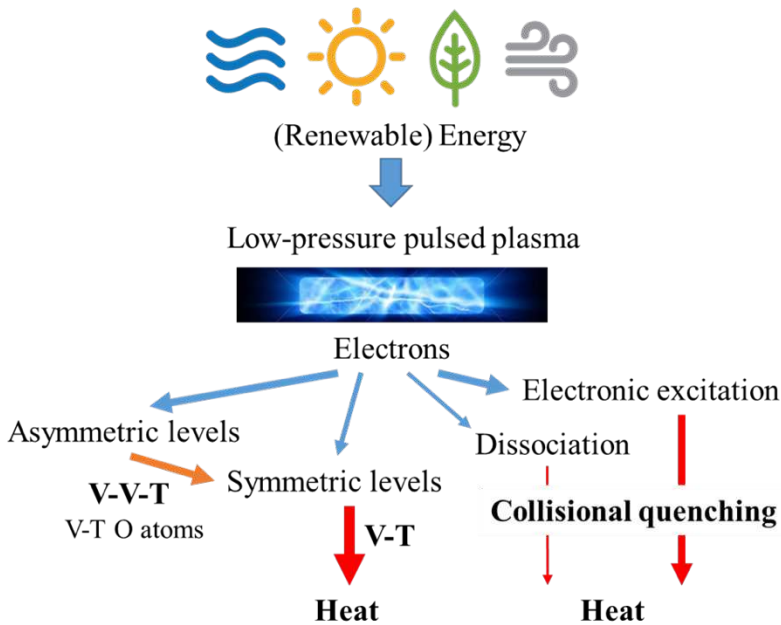 (Renewable) Energy
Low-pressure pulsed plasma
Electrons
Electronic excitation
Asymmetric levels
Dissociation
V-V-T
Symmetric levels
V-T O atoms
Collisional quenching
V-T
Heat
Heat